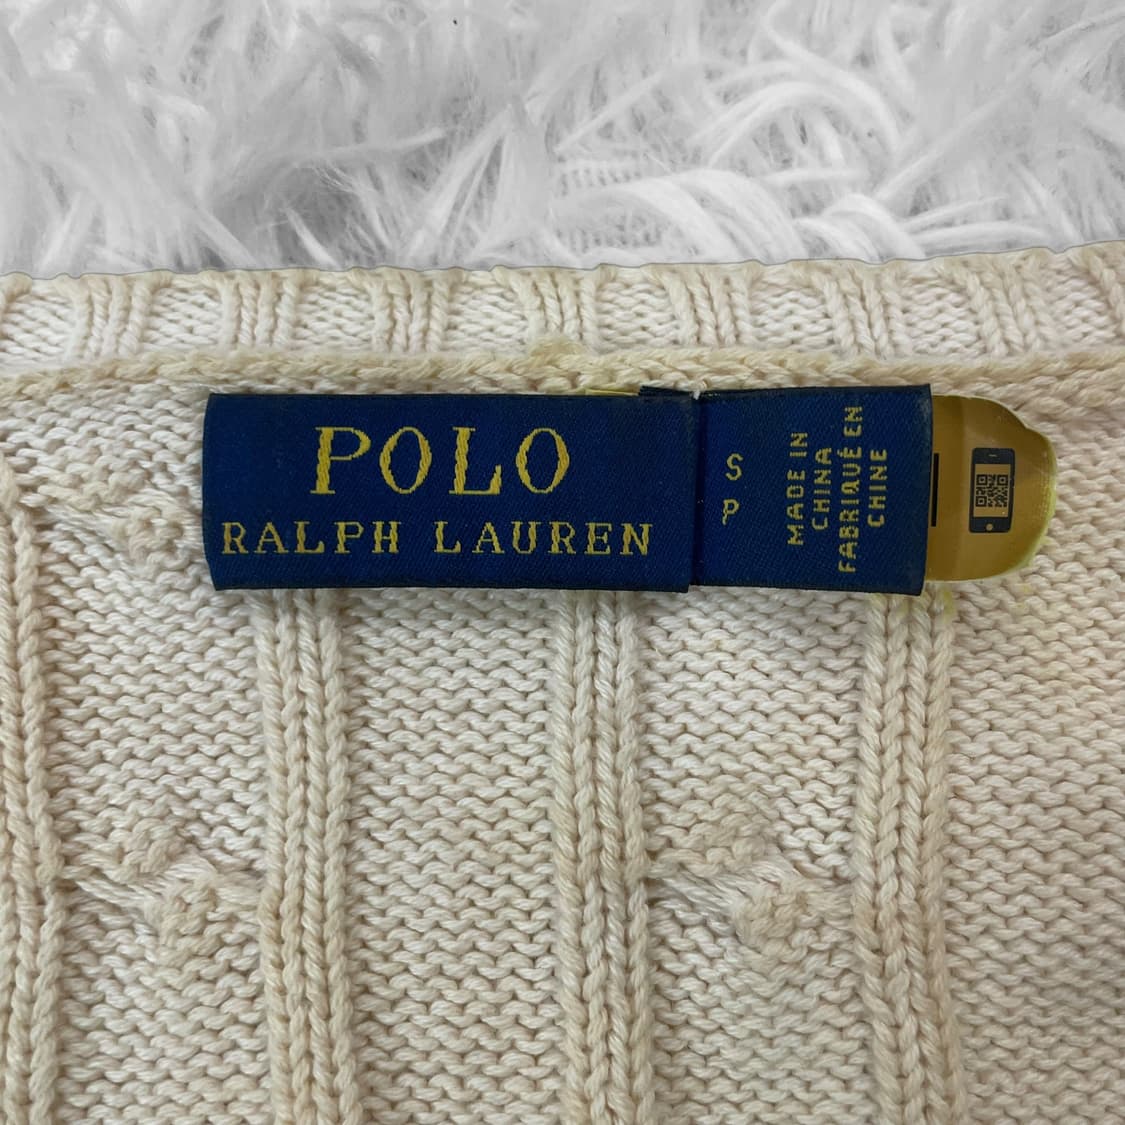 POLO
RALPH LAUREN
S
P
MADE IN
CHINA
FABRIQUÉ EN
CHINE